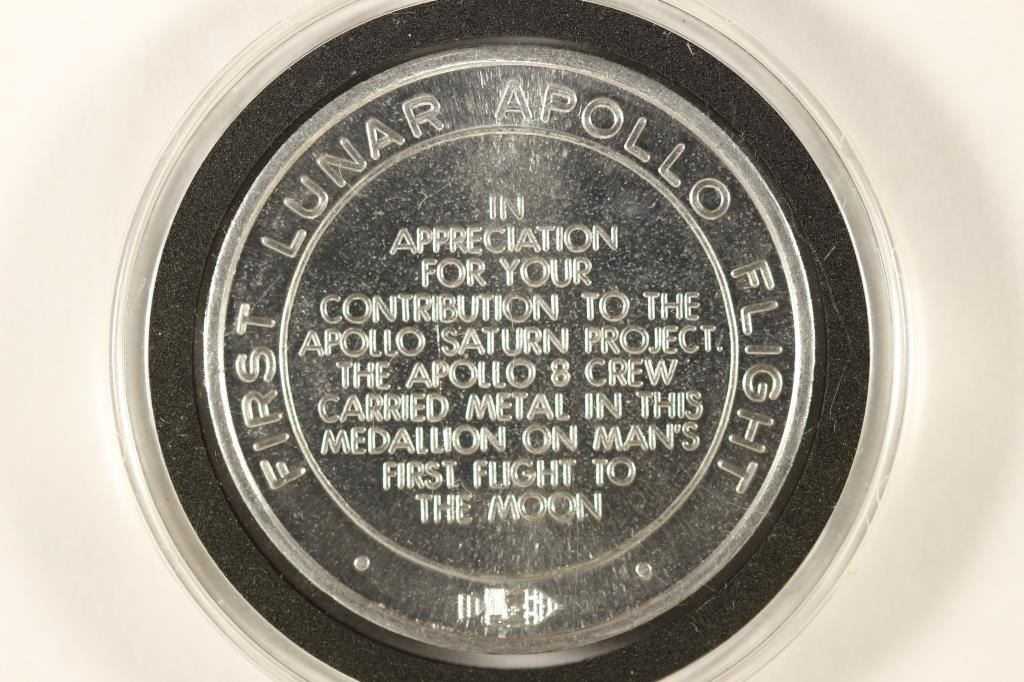 FIRST LUNAR APOLLO FLIGHT
IN
APPRECIATION
FOR YOUR
CONTRIBUTION TO THE
APOLLO SATURN PROJECT.
THE APOLLO 8 CREW
CARRIED METAL IN THIS
MEDALLION ON MAN'S
FIRST FLIGHT TO
THE MOON